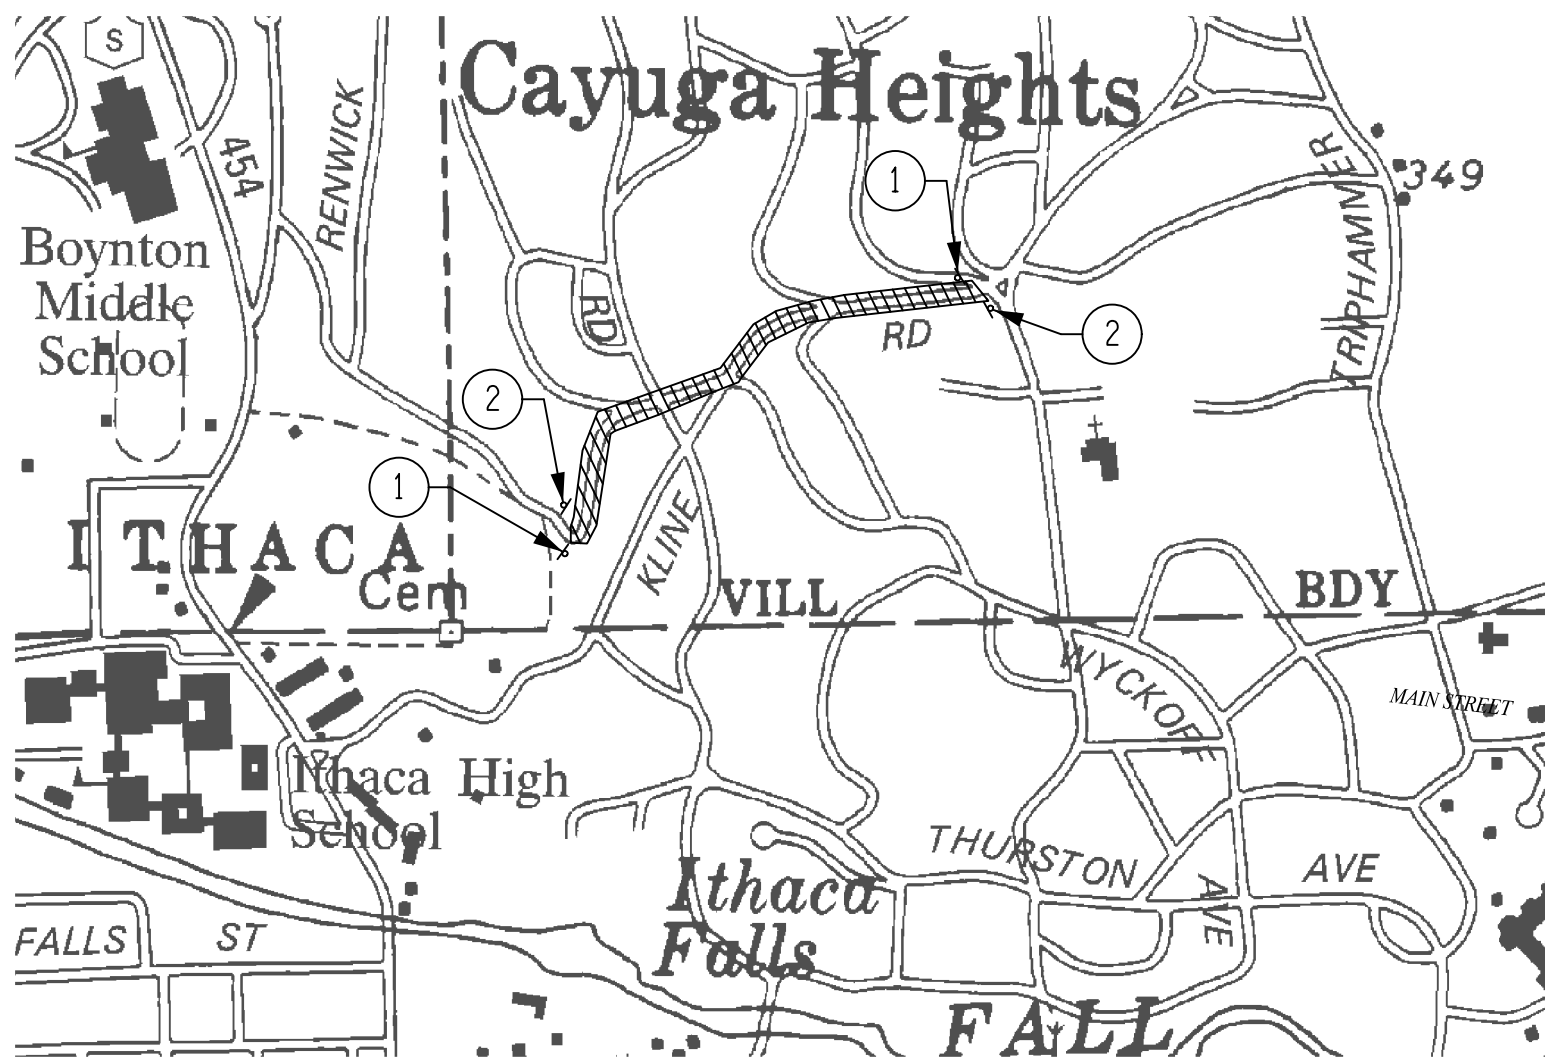 S
Cayuga Heights
RENWICK
454
1
349
TRIPHAMMER
Boynton
Middle
School
RD
RD
2
2
1
KLINE
ITHACA
Cem
VILL
BDY
WYCKOFF
MAIN STREET
Ithaca High
School
THURSTON
AVE
AVE
Ithaca
Falls
FALLS ST
FALL